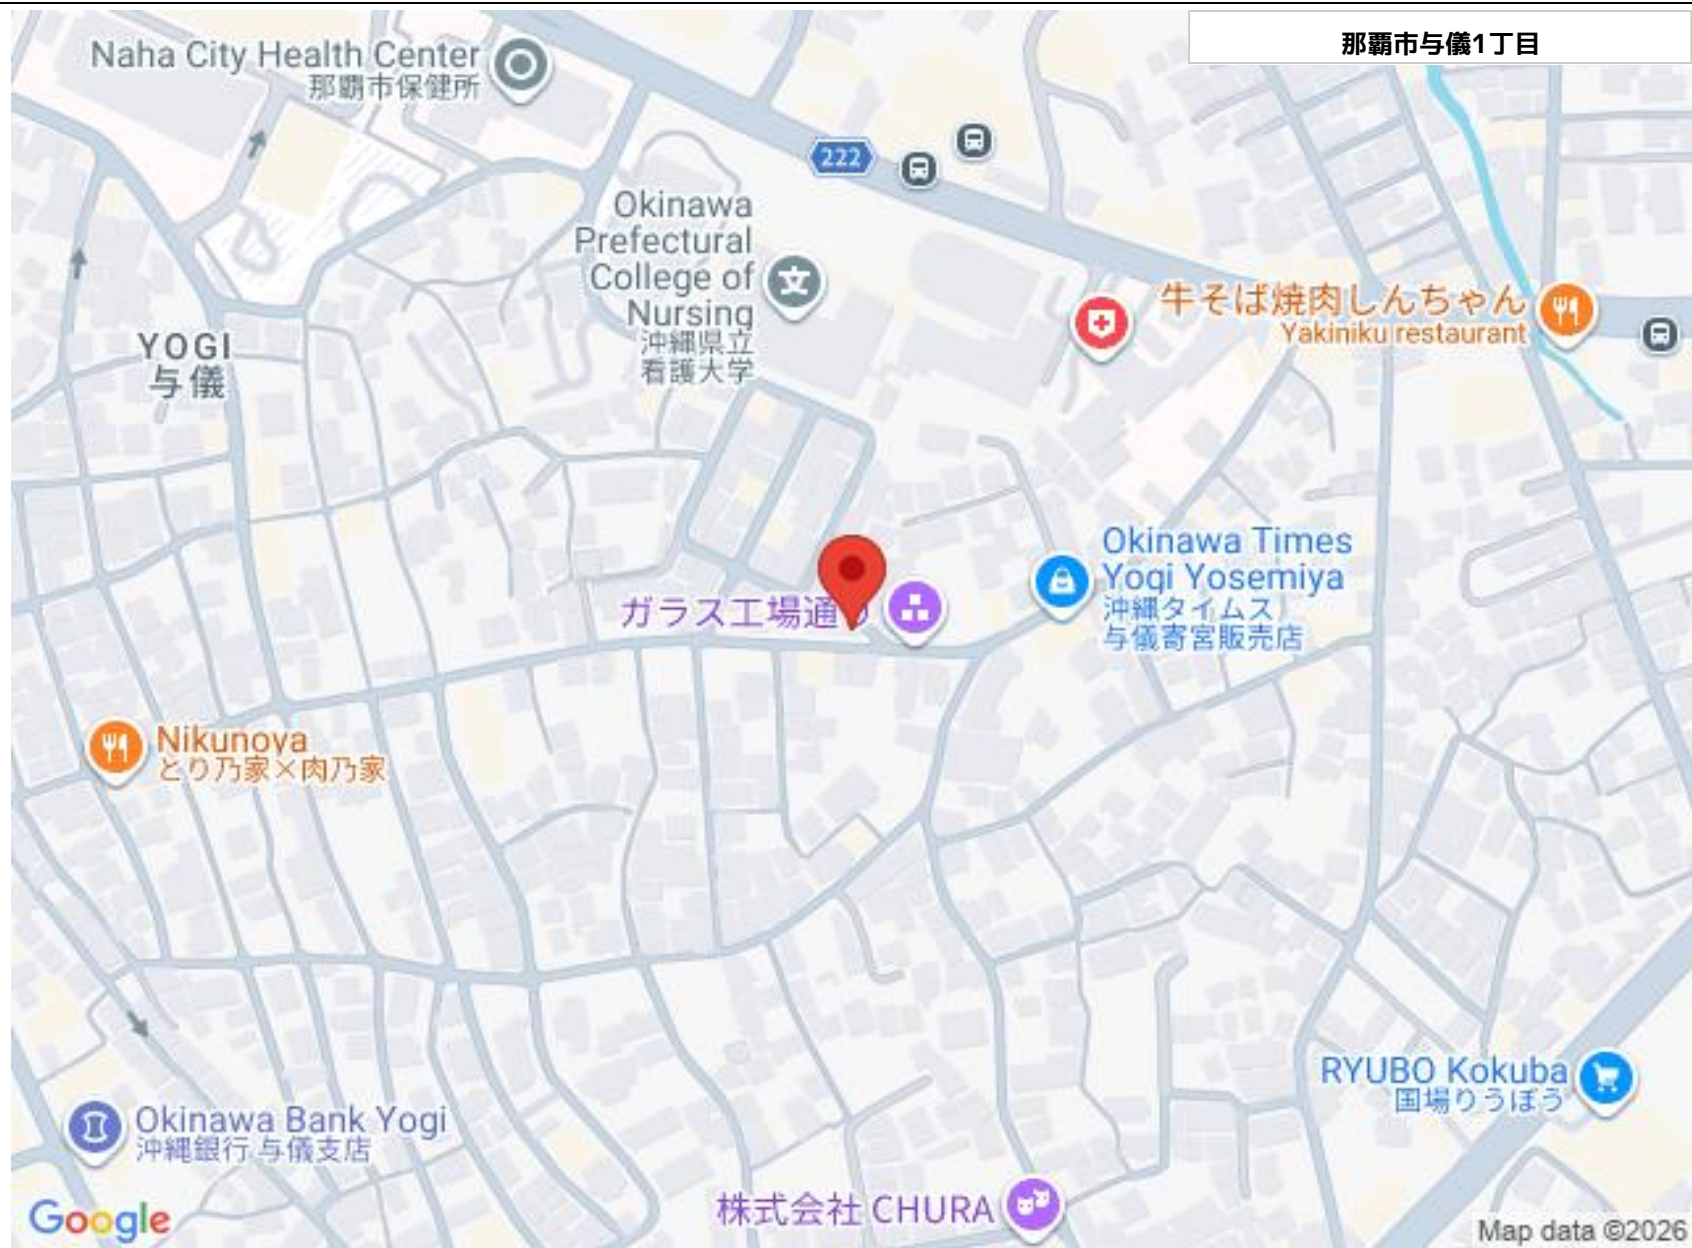 那覇市与儀1丁目
Naha City Health Center
那覇市保健所
222
Okinawa
Prefectural
College of
Nursing
沖縄県立
看護大学
文
牛そば焼肉しんちゃん
Yakiniku restaurant
YOGI
与儀
Okinawa Times
Yogi Yosemiya
沖縄タイムス
与儀寄宮販売店
ガラス工場通り
Nikunoya
とり乃家×肉乃家
RYUBO Kokuba
国場りうぼう
Okinawa Bank Yogi
沖縄銀行 与儀支店
株式会社 CHURA
Google
Map data ©2026